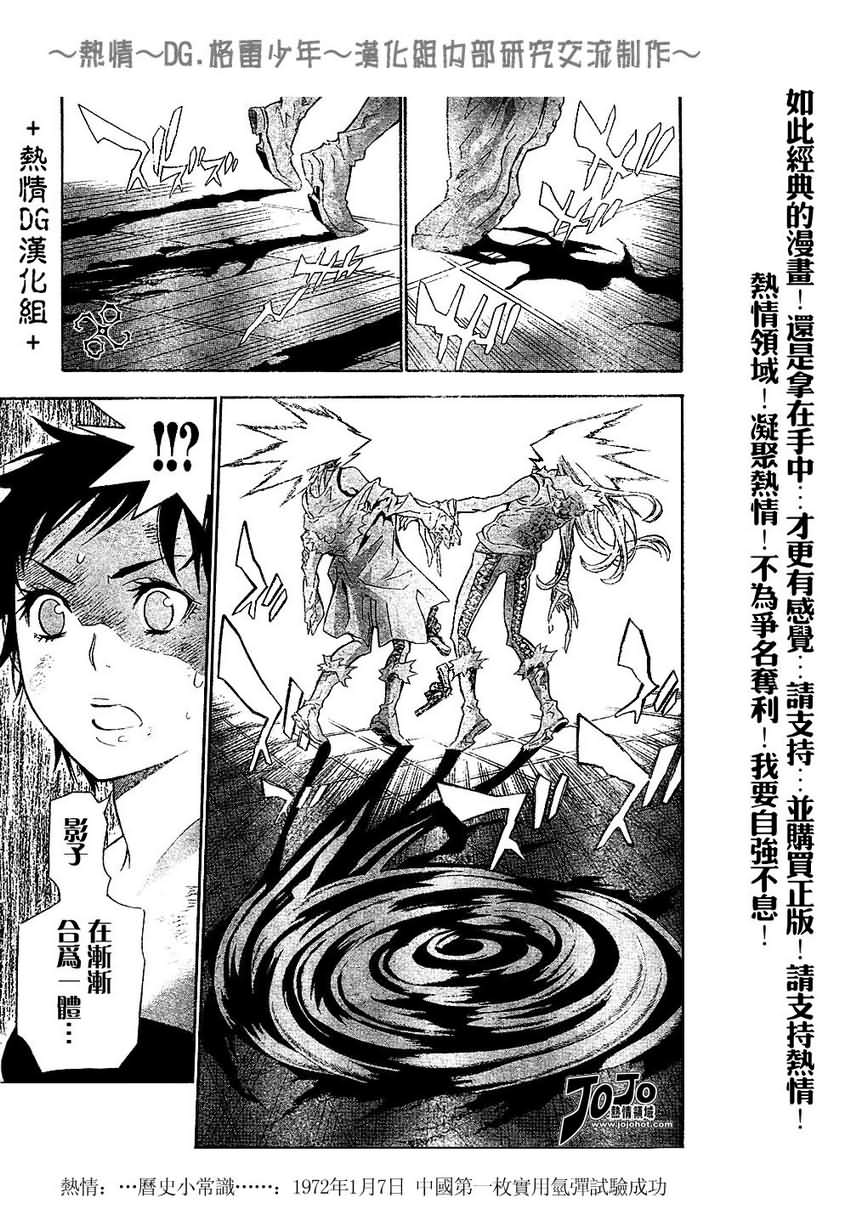 ～熱情～DG.格雷少年～漢化組內部研究交流制作～
如此經典的漫畫！還是拿在手中…才更有感覺…請支持…並購買正版！請支持熱情！
熱情領域！凝聚熱情！不為爭名奪利！我要自強不息！
+熱情DG漢化組+
!!?
影子
在漸漸
合爲一體…
JOJO
熱情領域
www.jojohot.com
熱情：…曆史小常識……：1972年1月7日 中國第一枚實用氫彈試驗成功